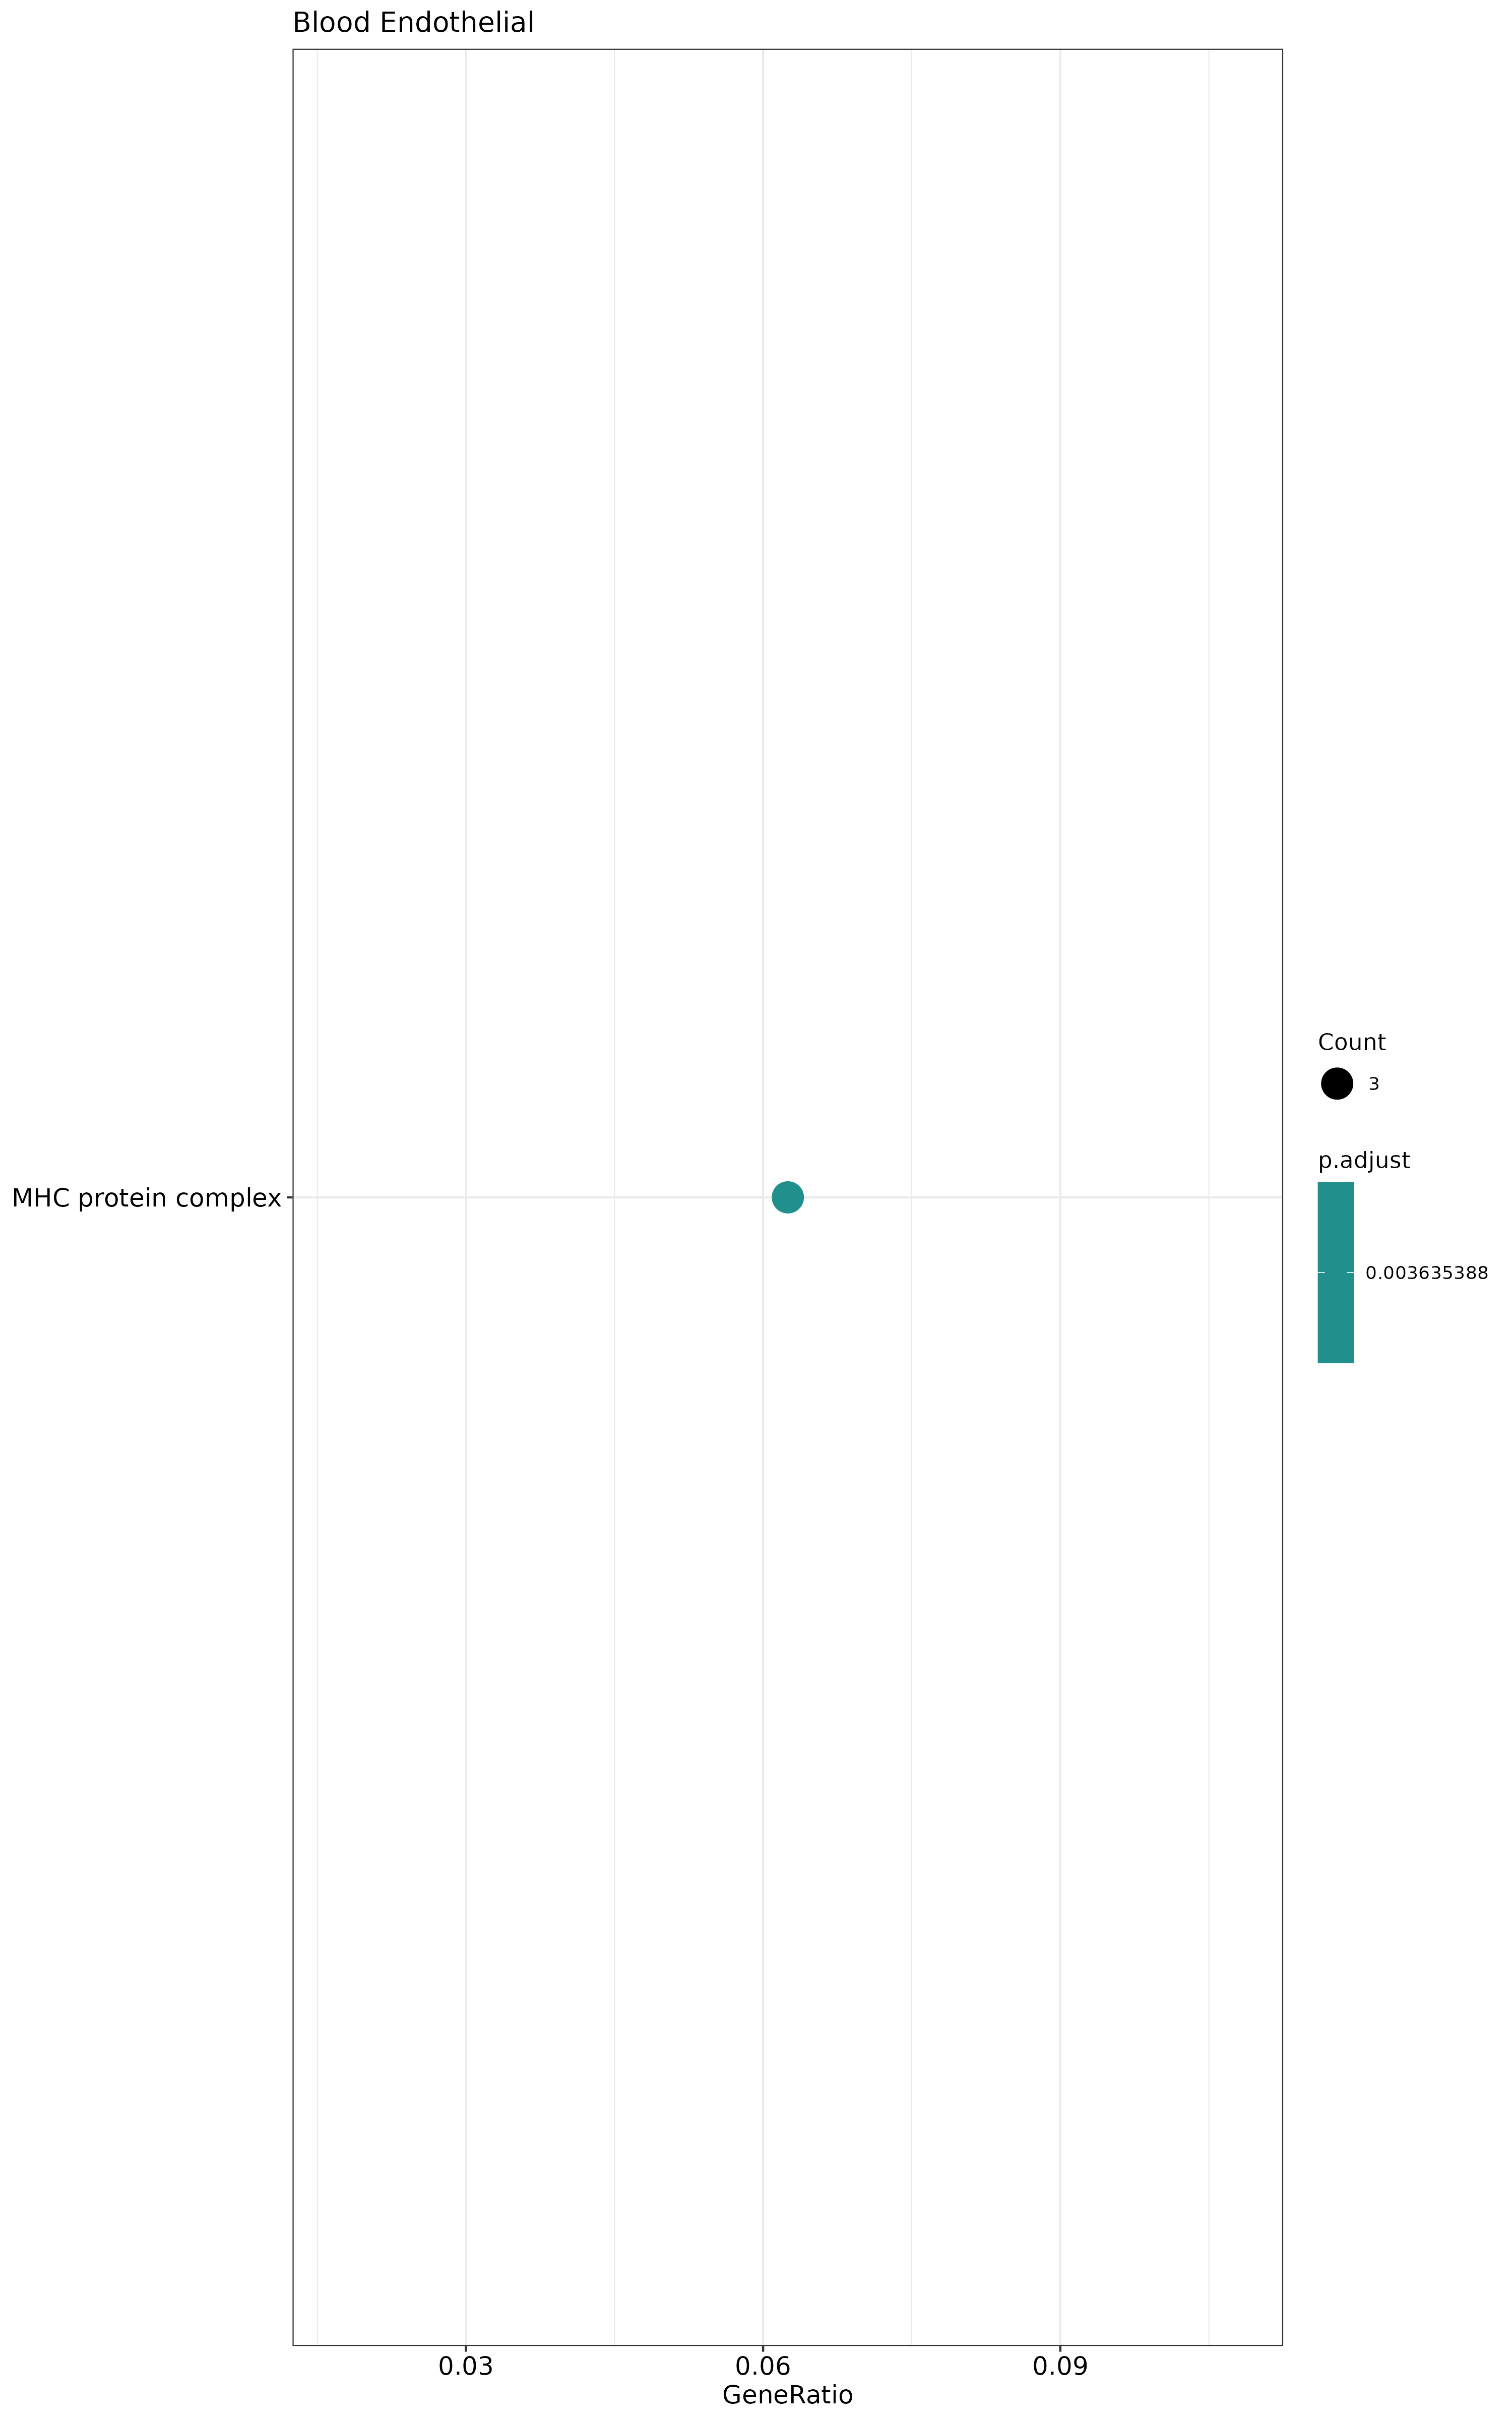 Blood Endothelial
Count
3
p.adjust
MHC protein complex
0.003635388
0.03 0.06 0.09
GeneRatio